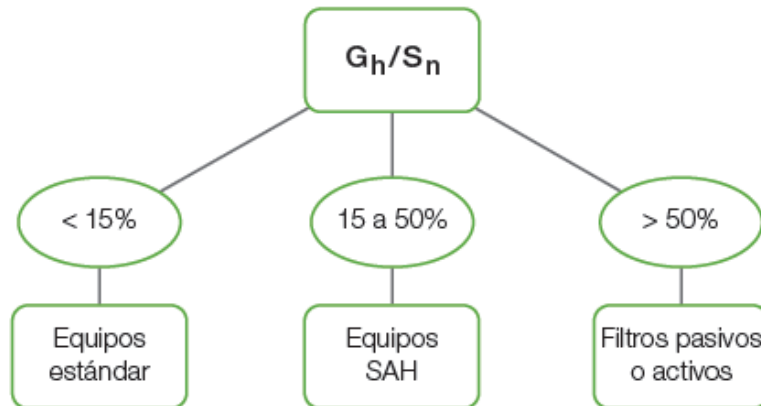 Gh/Sn
< 15%
15 a 50%
> 50%
Equipos
estándar
Equipos
SAH
Filtros pasivos
o activos